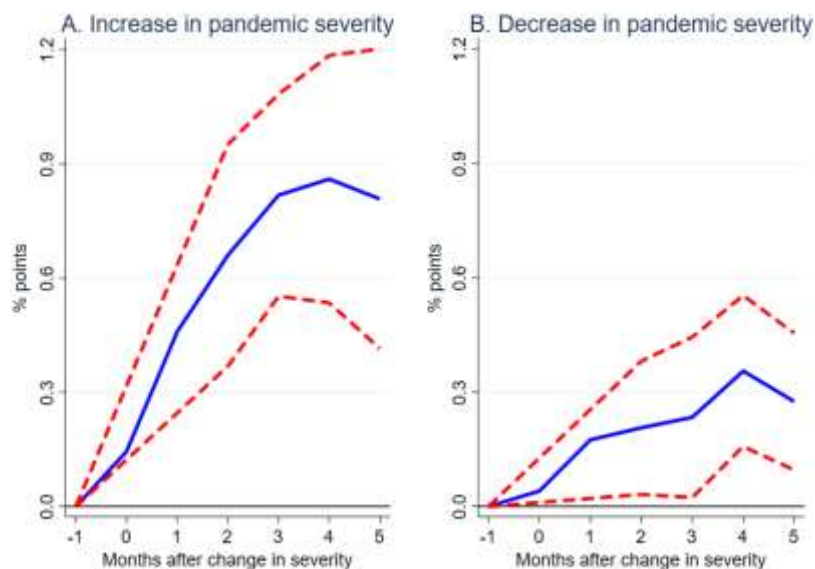 A. Increase in pandemic severity
1.2
0.9
0.6
0.3
0.0
% points
-1 0 1 2 3 4 5
Months after change in severity
B. Decrease in pandemic severity
1.2
0.9
0.6
0.3
0.0
% points
-1 0 1 2 3 4 5
Months after change in severity